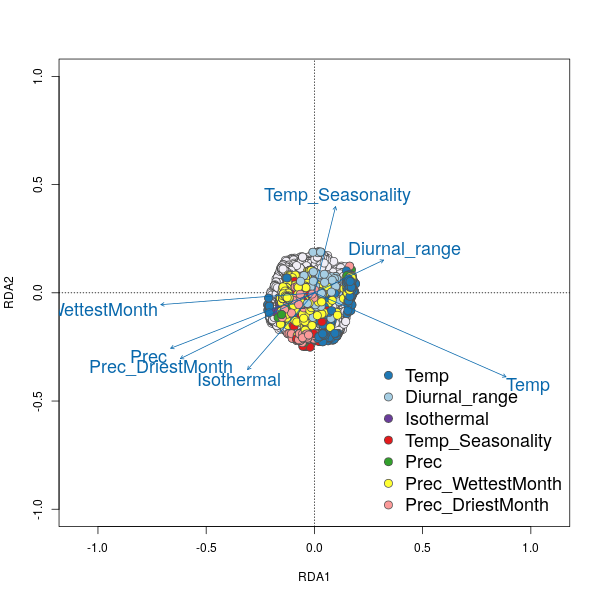 1.0
Temp_Seasonality
0.5
Diurnal_range
RDA2
0.0
WettestMonth
Prec
Prec_DriestMonth
Isothermal
Temp
-0.5
Temp
Diurnal_range
Isothermal
Temp_Seasonality
Prec
Prec_WettestMonth
Prec_DriestMonth
-1.0
-1.0 -0.5 0.0 0.5 1.0
RDA1